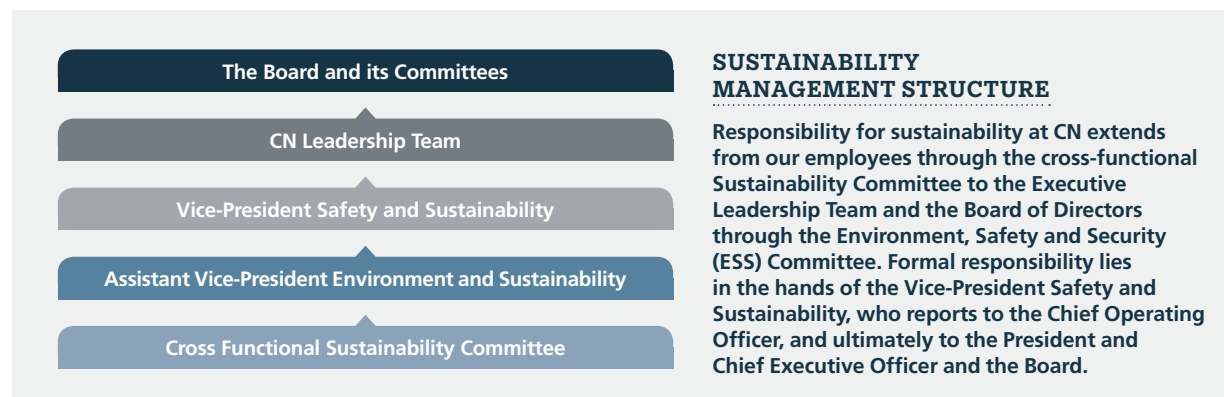 The Board and its Committees
CN Leadership Team
Vice-President Safety and Sustainability
Assistant Vice-President Environment and Sustainability
Cross Functional Sustainability Committee
SUSTAINABILITY
MANAGEMENT STRUCTURE
Responsibility for sustainability at CN extends
from our employees through the cross-functional
Sustainability Committee to the Executive
Leadership Team and the Board of Directors
through the Environment, Safety and Security
(ESS) Committee. Formal responsibility lies
in the hands of the Vice-President Safety and
Sustainability, who reports to the Chief Operating
Officer, and ultimately to the President and
Chief Executive Officer and the Board.